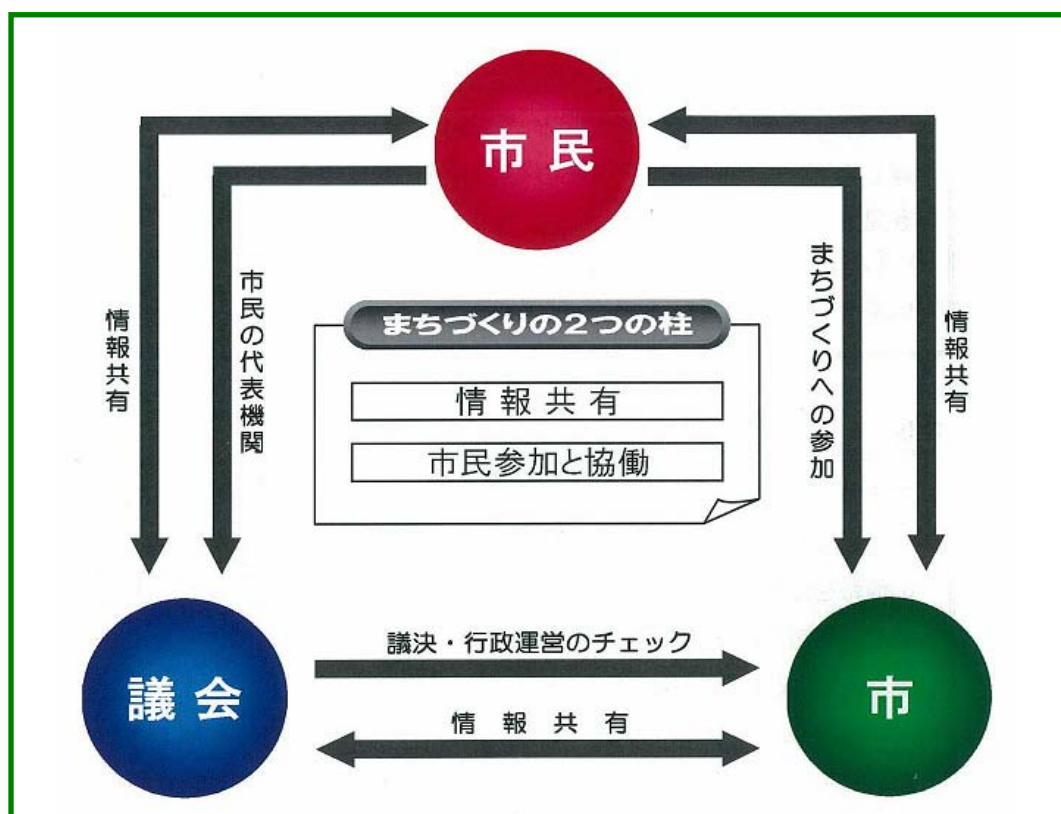 市民
情報共有
市民の代表機関
まちづくりの2つの柱
情報共有
市民参加と協働
まちづくりへの参加
情報共有
議会
議決・行政運営のチェック
情報共有
市